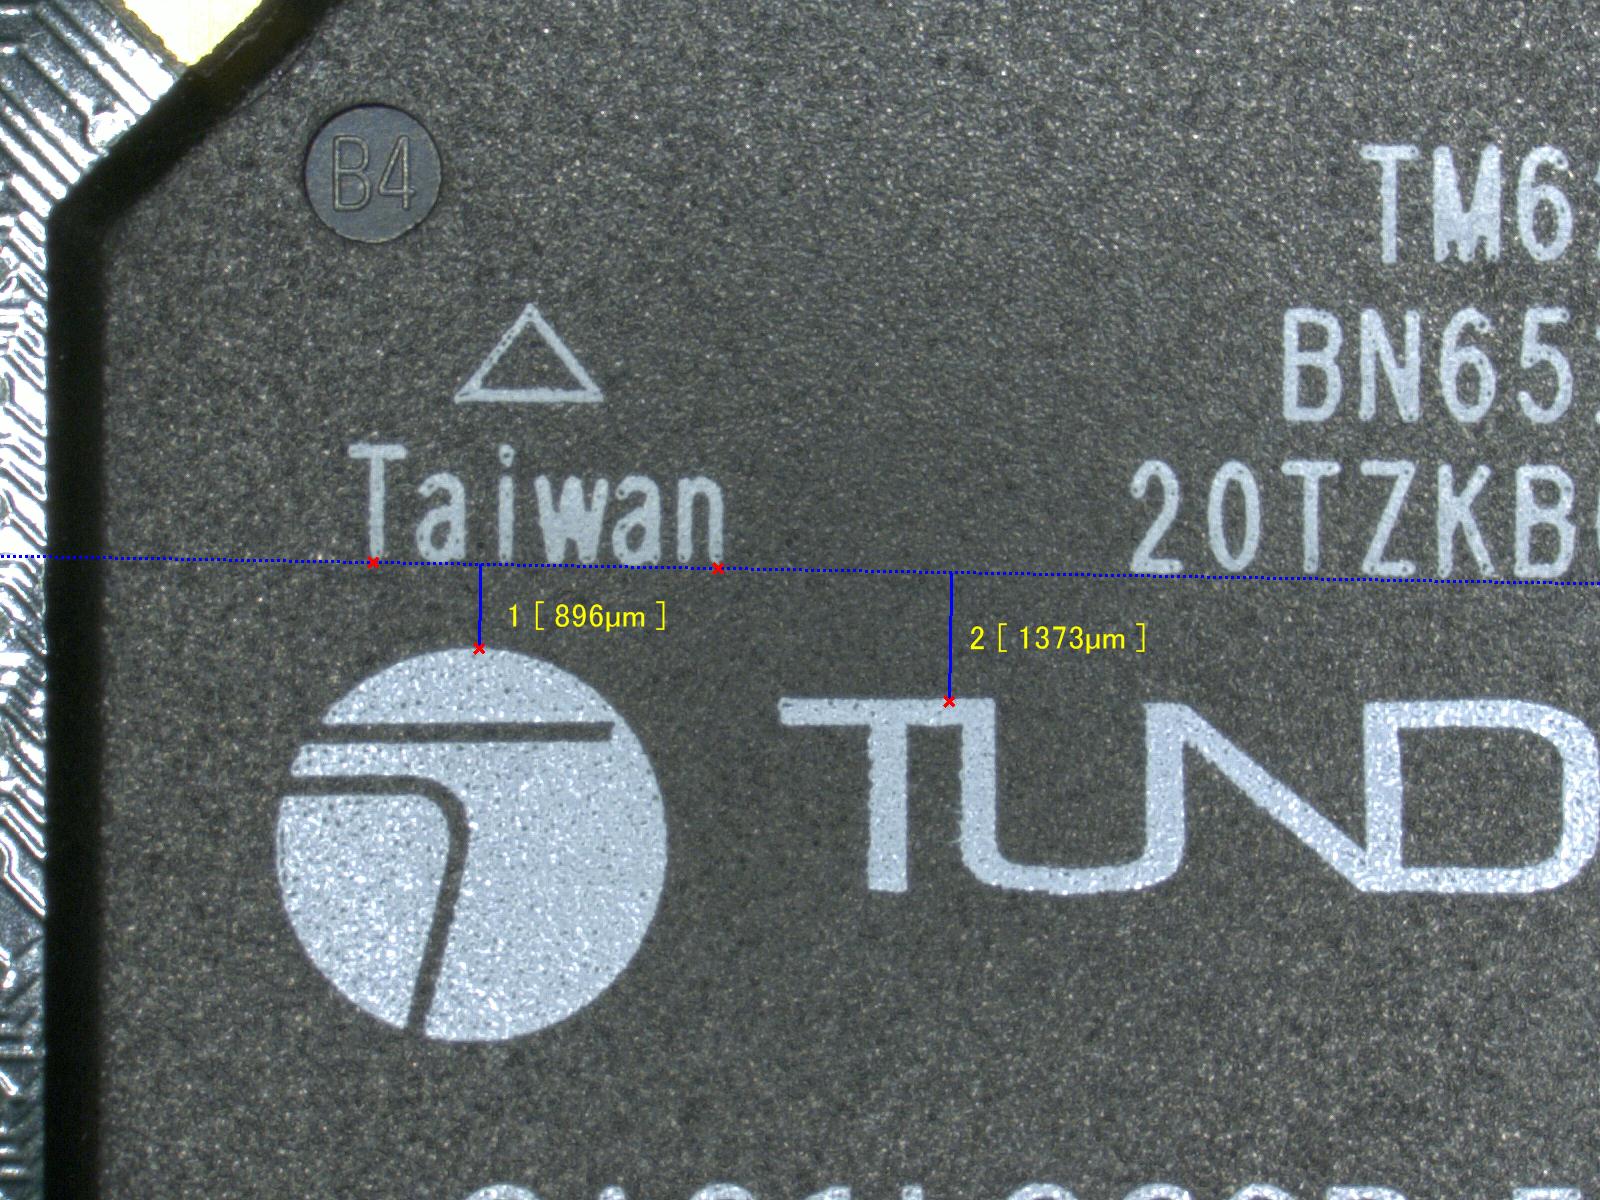 B4
TM6
BN65
Taiwan
20TZKB
1 [ 896μm ]
2 [ 1373μm ]
TUND